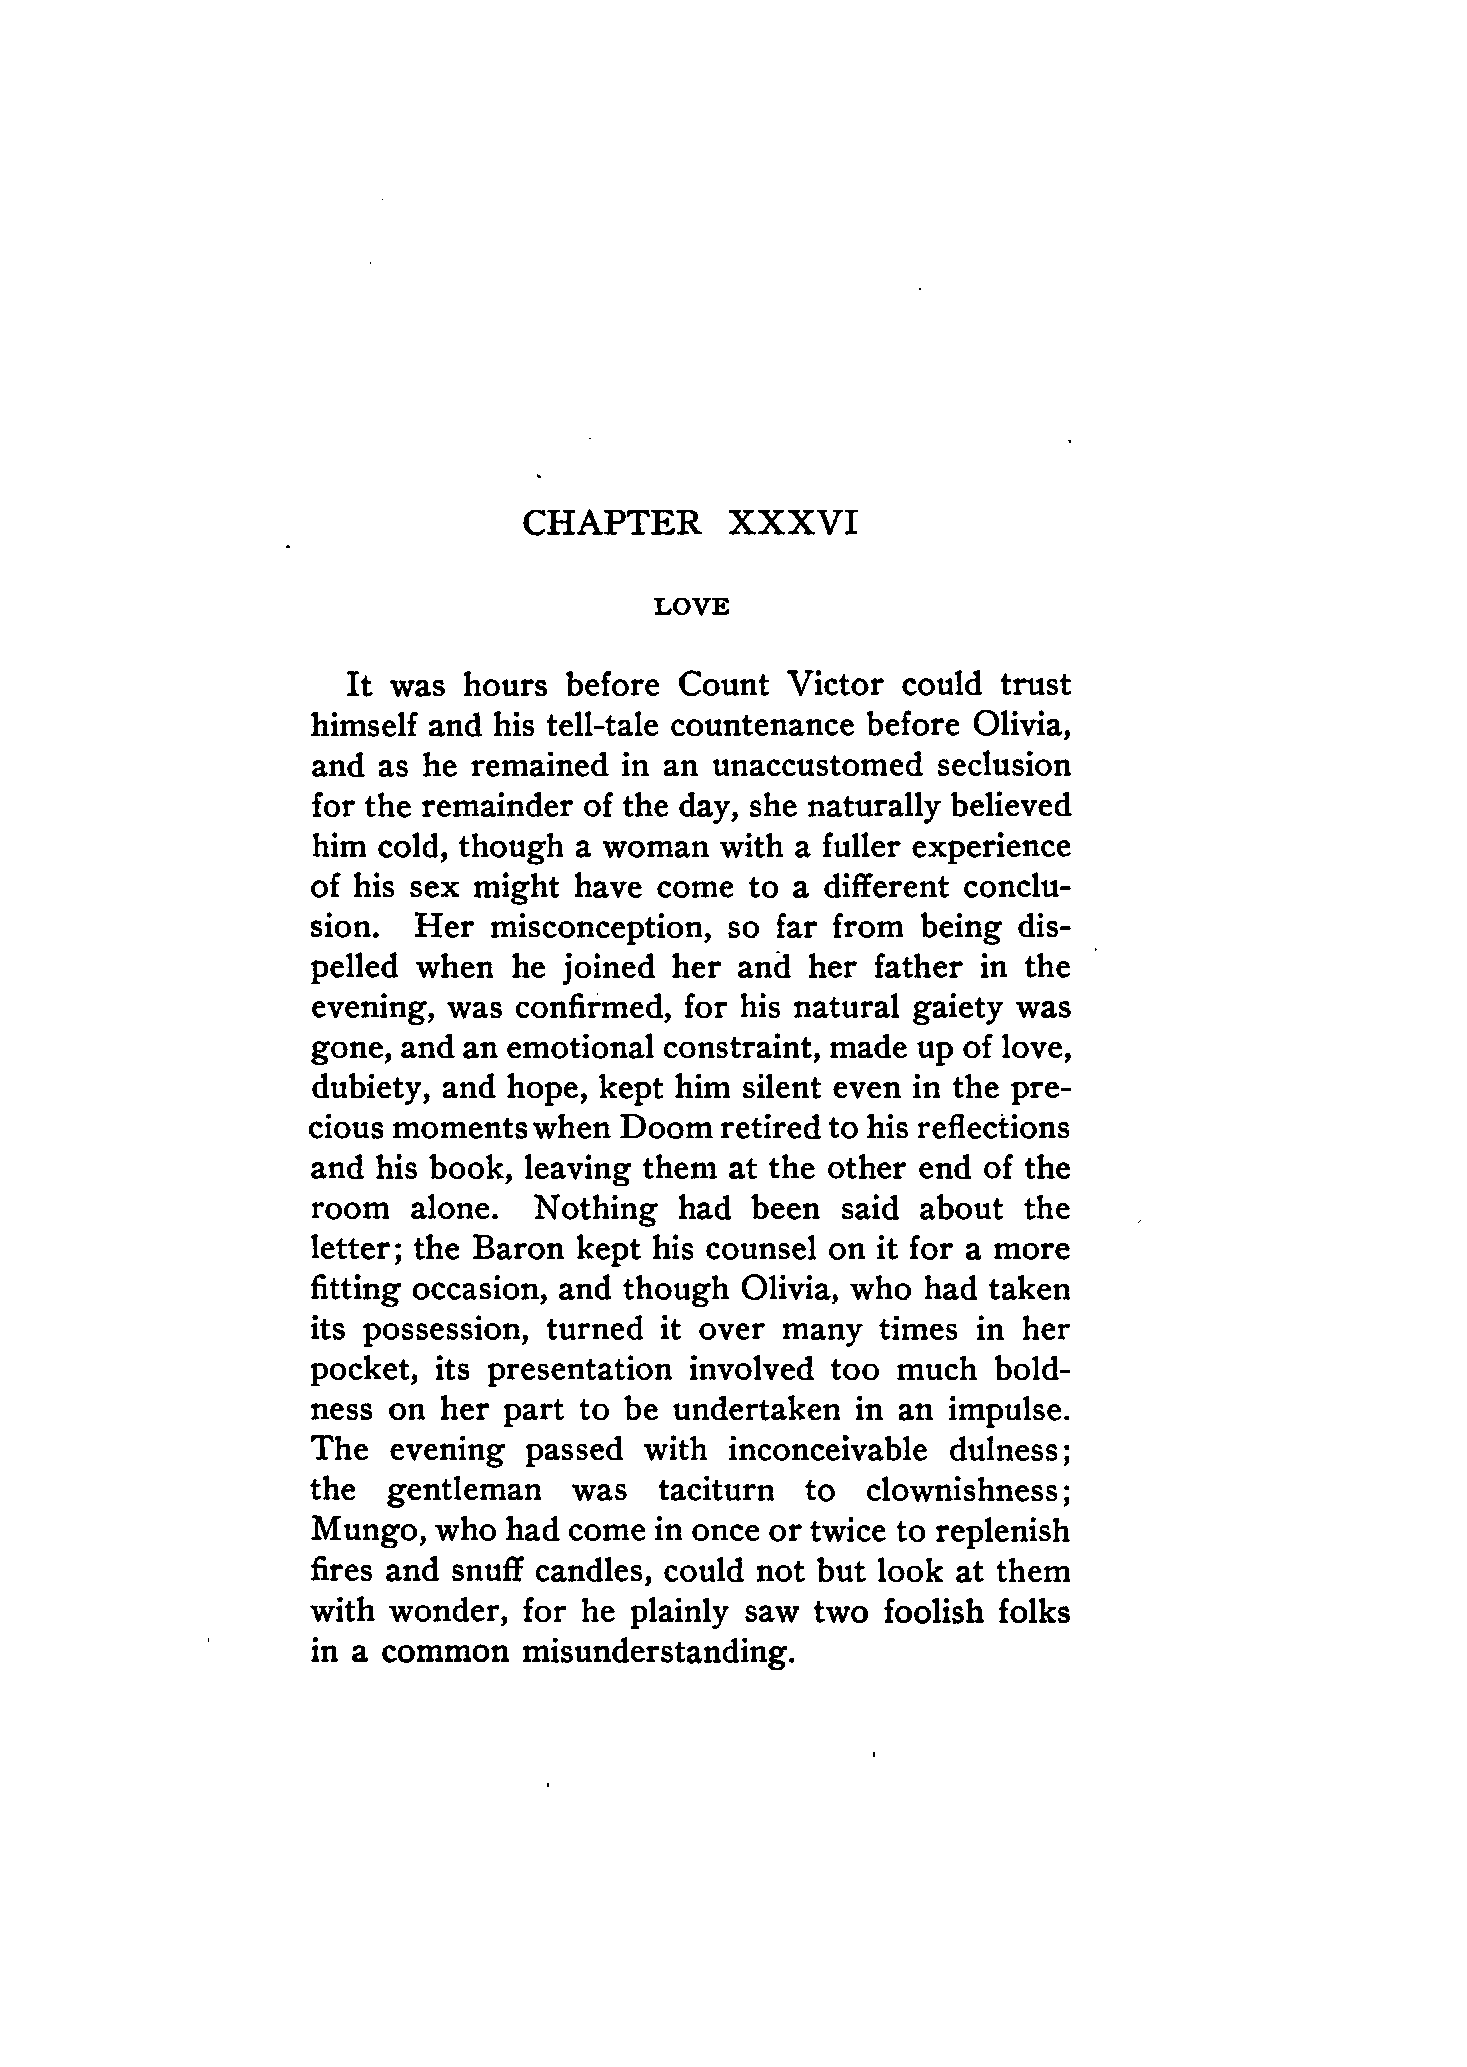 CHAPTER XXXVI
LOVE
It was hours before Count Victor could trust
himself and his tell-tale countenance before Olivia,
and as he remained in an unaccustomed seclusion
for the remainder of the day, she naturally believed
him cold, though a woman with a fuller experience
of his sex might have come to a different conclu-
sion. Her misconception, so far from being dis-
pelled when he joined her and her father in the
evening, was confirmed, for his natural gaiety was
gone, and an emotional constraint, made up of love,
dubiety, and hope, kept him silent even in the pre-
cious moments when Doom retired to his reflections
and his book, leaving them at the other end of the
room alone. Nothing had been said about the
letter; the Baron kept his counsel on it for a more
fitting occasion, and though Olivia, who had taken
its possession, turned it over many times in her
pocket, its presentation involved too much bold-
ness on her part to be undertaken in an impulse.
The evening passed with inconceivable dulness;
the gentleman was taciturn to clownishness;
Mungo, who had come in once or twice to replenish
fires and snuff candles, could not but look at them
with wonder, for he plainly saw two foolish folks
in a common misunderstanding.